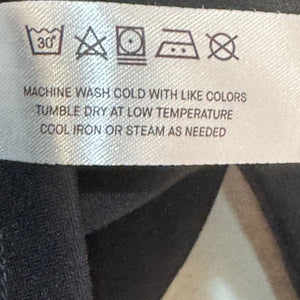 30°
MACHINE WASH COLD WITH LIKE COLORS
TUMBLE DRY AT LOW TEMPERATURE
COOL IRON OR STEAM AS NEEDED